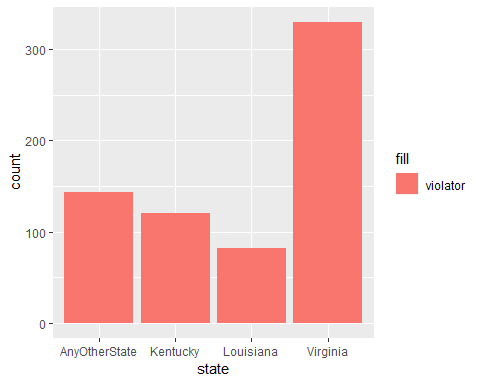 count
300
200
100
0
AnyOtherState Kentucky Louisiana Virginia
state
fill
violator